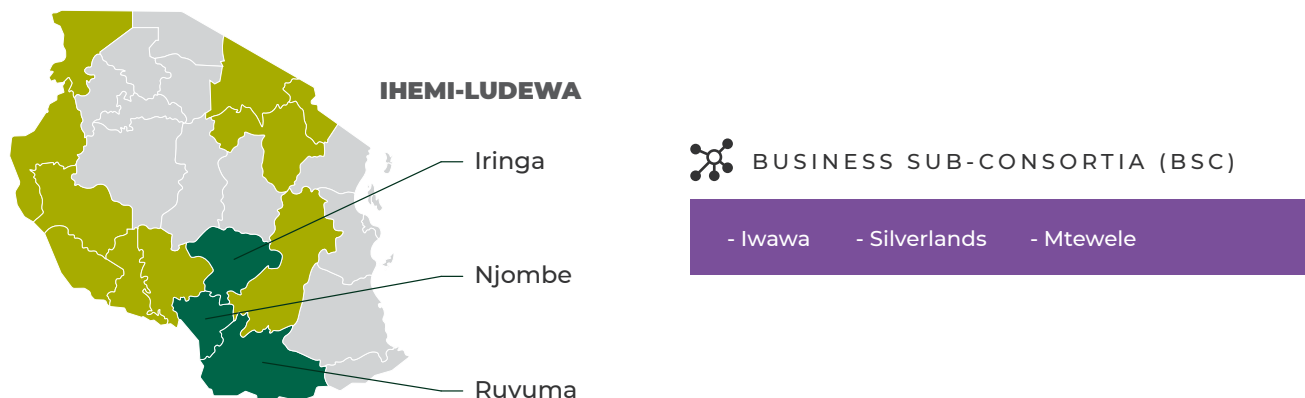 IHEMI-LUDEWA
Iringa
Njombe
Ruvuma
BUSINESS SUB-CONSORTIA (BSC)
- Iwawa - Silverlands - Mtewele